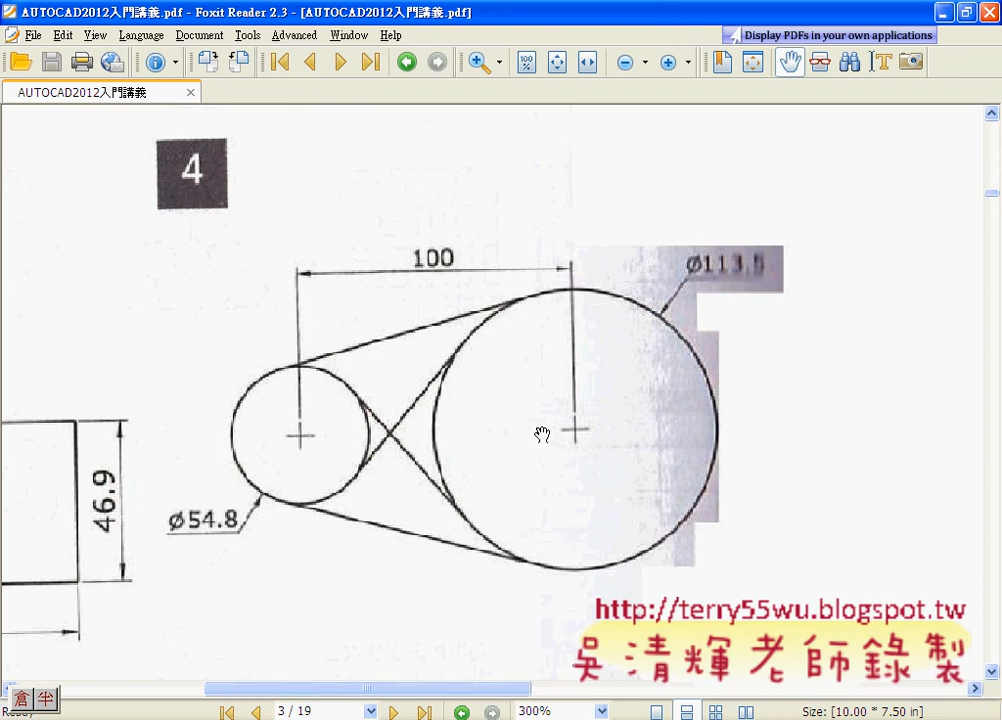 AUTOCAD2012入門講義.pdf - Foxit Reader 2.3 - [AUTOCAD2012入門講義.pdf]
File Edit View Language Document Tools Advanced Window Help
Display PDFs in your own applications
AUTOCAD2012入門講義
4
100
Ø113.5
46.9
Ø54.8
http://terry55wu.blogspot.tw
吳清輝老師錄製
倉 半
3 / 19
300%
Size: [10.00 * 7.50 in]